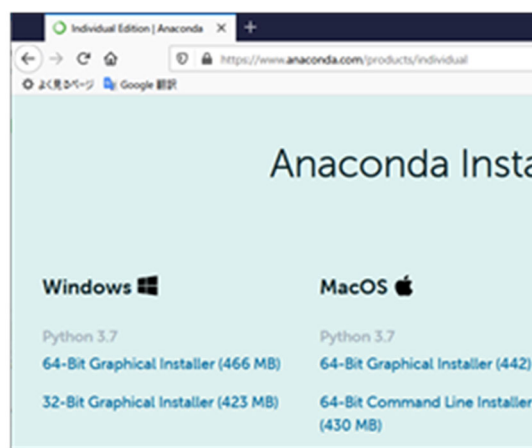 Individual Edition | Anaconda
https://www.anaconda.com/products/individual
よく見るページ Google 翻訳
Anaconda Insta
Windows
MacOS
Python 3.7
Python 3.7
64-Bit Graphical Installer (466 MB)
64-Bit Graphical Installer (442)
32-Bit Graphical Installer (423 MB)
64-Bit Command Line Installer
(430 MB)